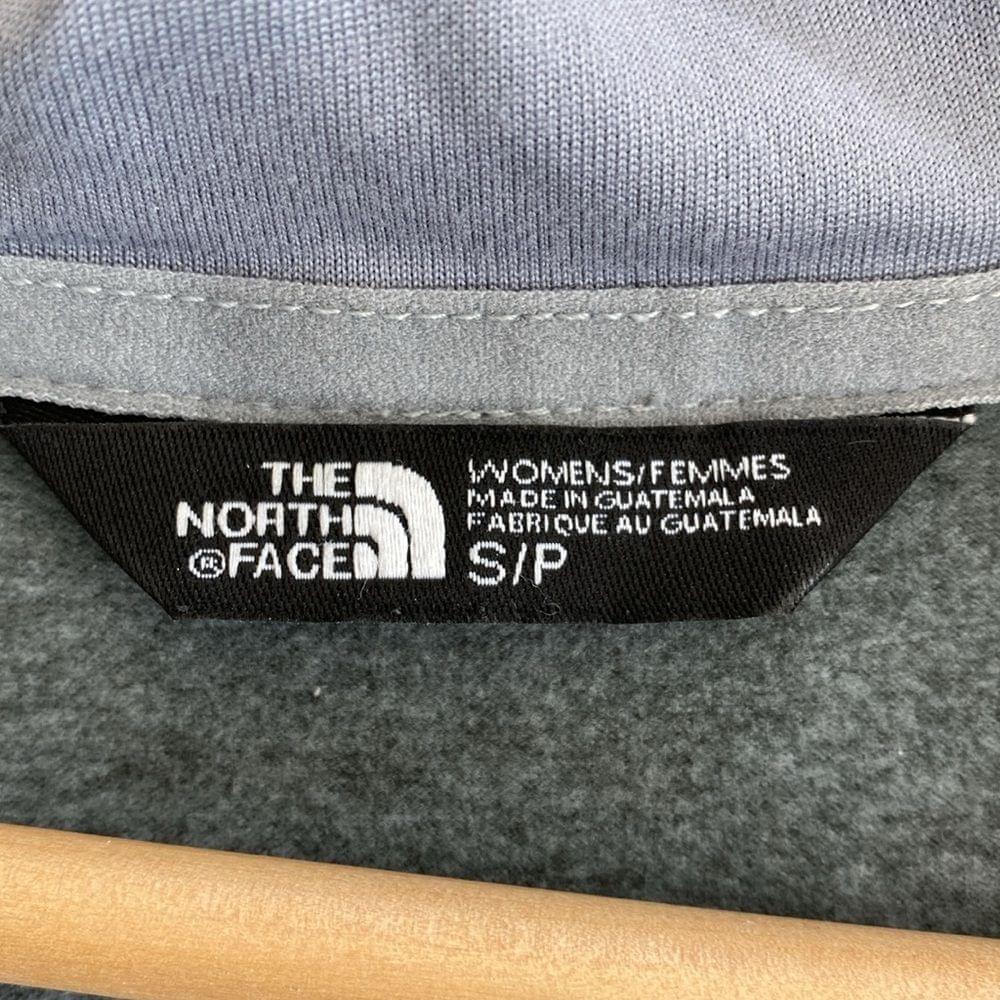 THE
NORTH
®FACE
WOMENS/FEMMES
MADE IN GUATEMALA
FABRIQUE AU GUATEMALA
S/P